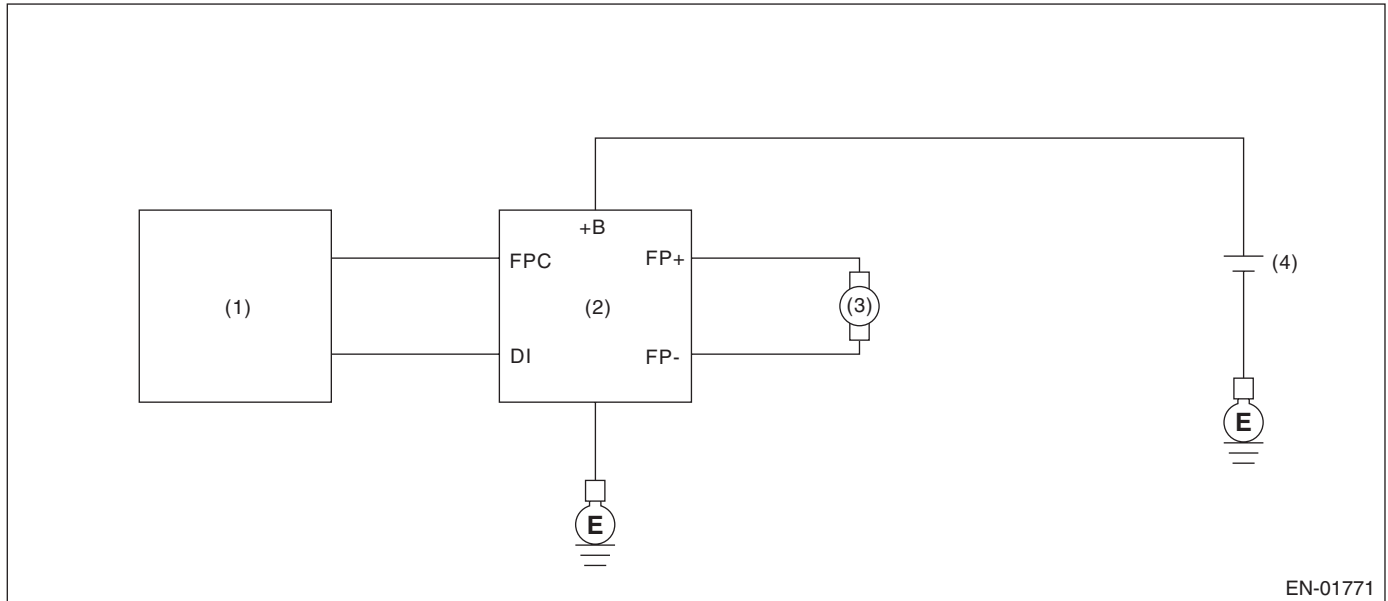 +B
FPC
FP+
(1)
(2)
(3)
(4)
DI
FP-
E
E
EN-01771